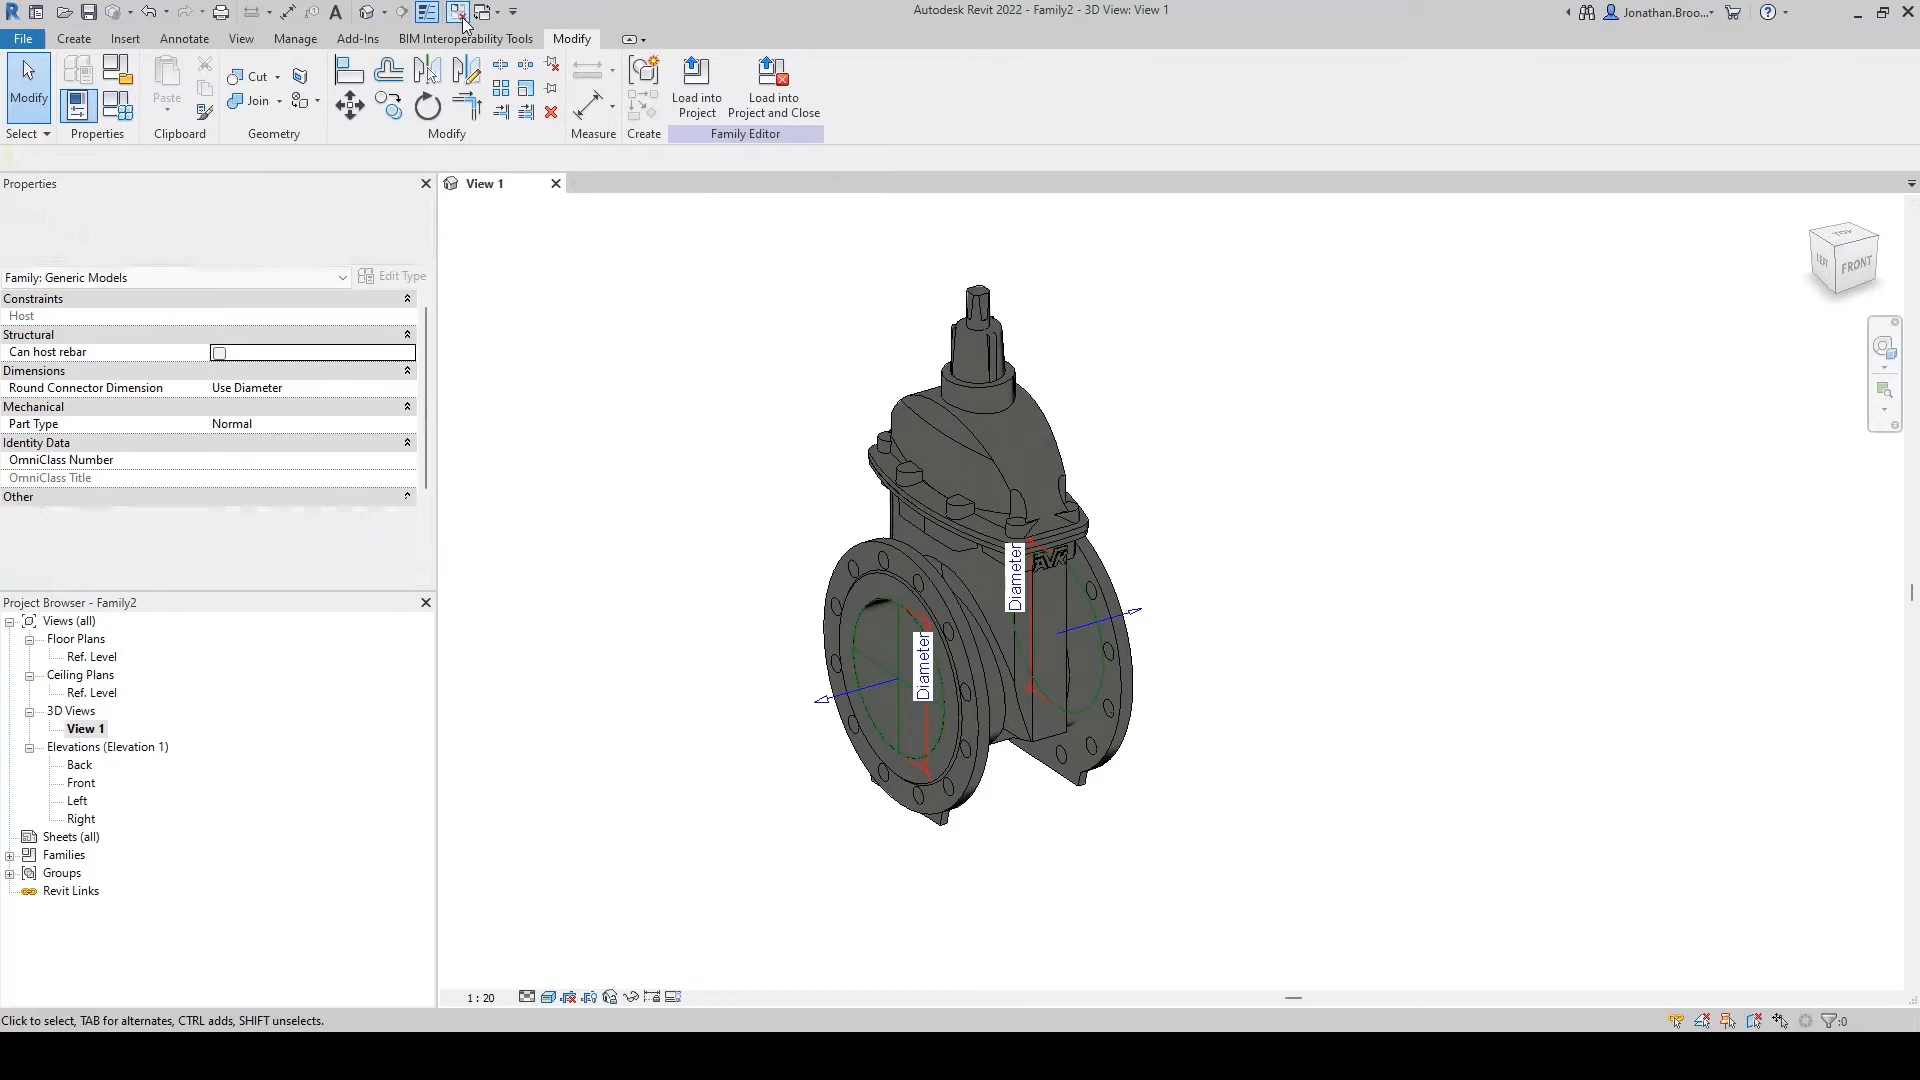 Autodesk Revit 2022 - Family2 - 3D View: View 1
Jonathan.Broo...
File
Create
Insert
Annotate
View
Manage
Add-Ins
BIM Interoperability Tools
Modify
Modify
Paste
Cut
Join
Load into
Project
Load into
Project and Close
Select
Properties
Clipboard
Geometry
Modify
Measure
Create
Family Editor
Properties
Family: Generic Models
Edit Type
Constraints
Host
Structural
Can host rebar
Dimensions
Round Connector Dimension
Use Diameter
Mechanical
Part Type
Normal
Identity Data
OmniClass Number
OmniClass Title
Other
Project Browser - Family2
Views (all)
Floor Plans
Ref. Level
Ceiling Plans
Ref. Level
3D Views
View 1
Elevations (Elevation 1)
Back
Front
Left
Right
Sheets (all)
Families
Groups
Revit Links
View 1
TOP
LEFT
FRONT
AVK
Diameter
Diameter
1 : 20
Click to select, TAB for alternates, CTRL adds, SHIFT unselects.
:0